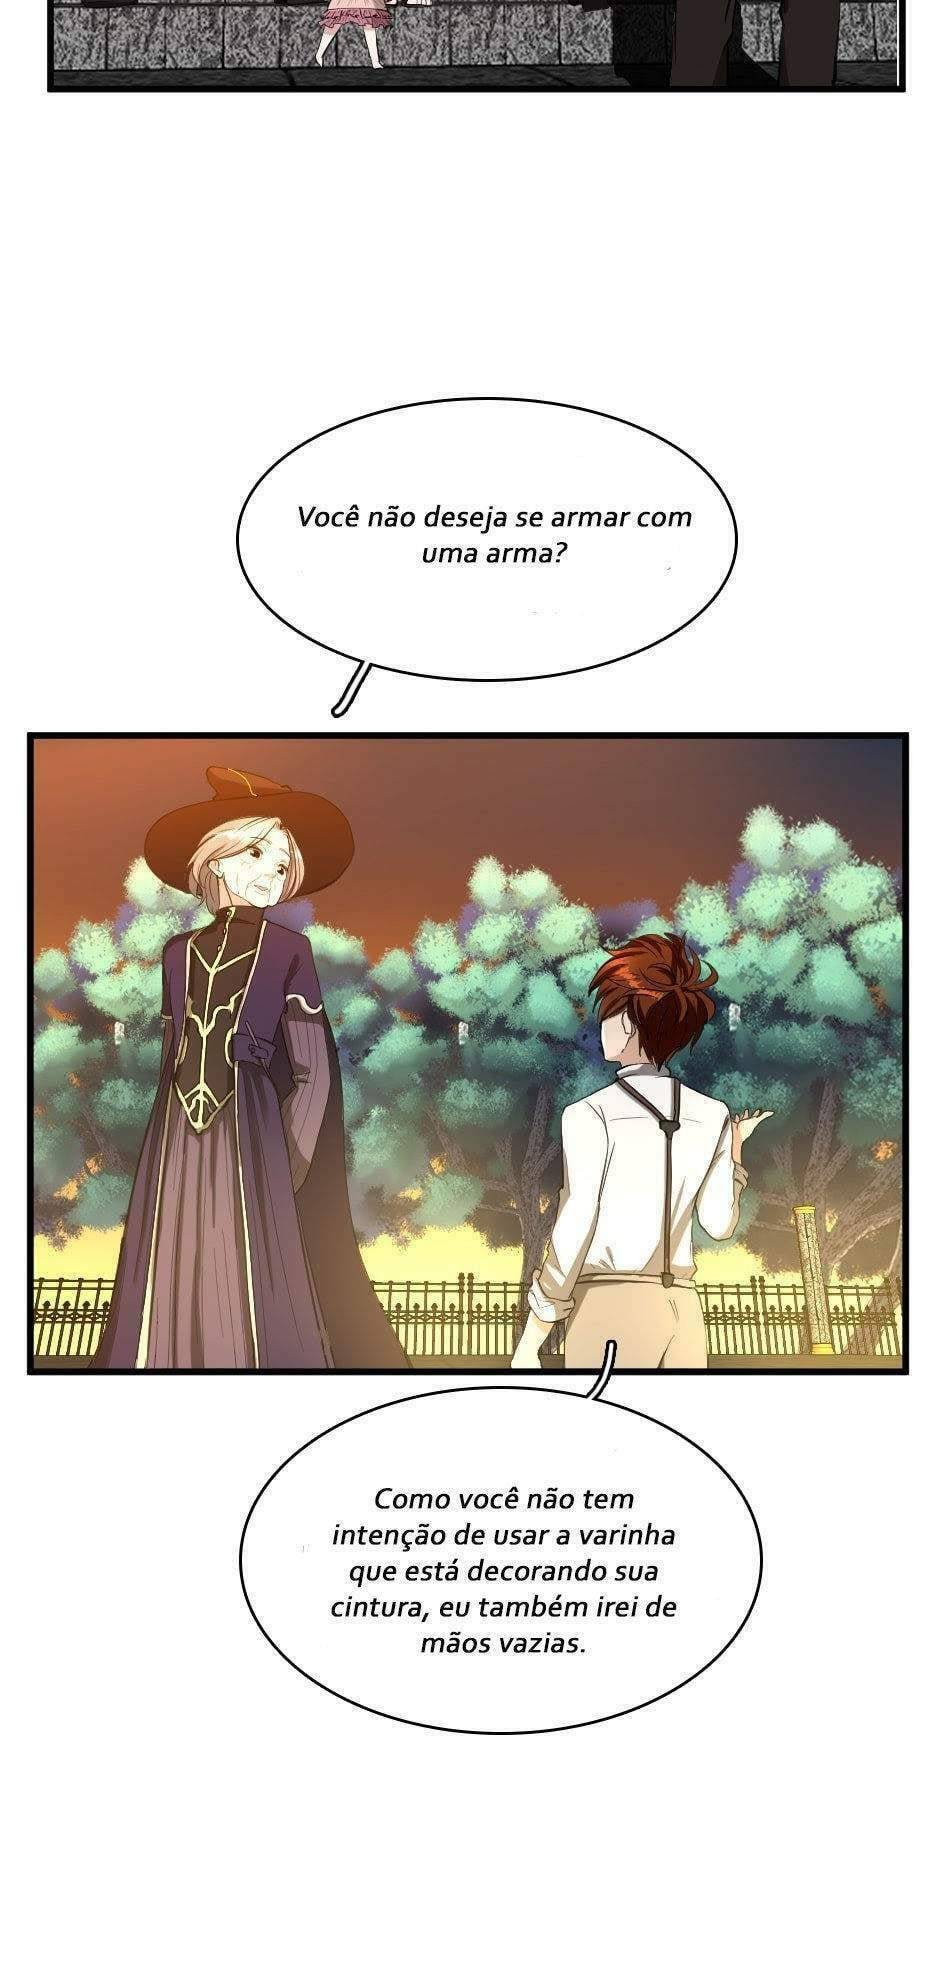 Você não deseja se armar com
uma arma?
Como você não tem
intenção de usar a varinha
que está decorando sua
cintura, eu também irei de
mãos vazias.